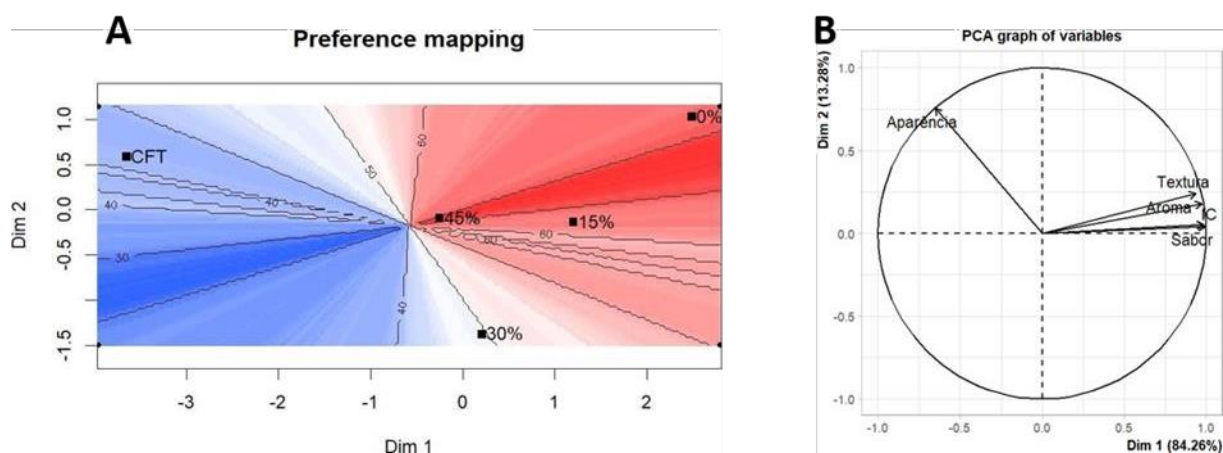 A
Preference mapping
1.0
0.5
0.0
-0.5
-1.5
Dim 2
0%
CFT
60
50
40
40
45%
15%
60
60
30
40
30%
-3
-2
-1
0
1
2
Dim 1
B
PCA graph of variables
Dim 2 (13.28%)
1.0
0.5
0.0
-0.5
-1.0
Aparência
Textura
Aroma
IC
Sabor
-1.0
-0.5
0.0
0.5
1.0
Dim 1 (84.26%)